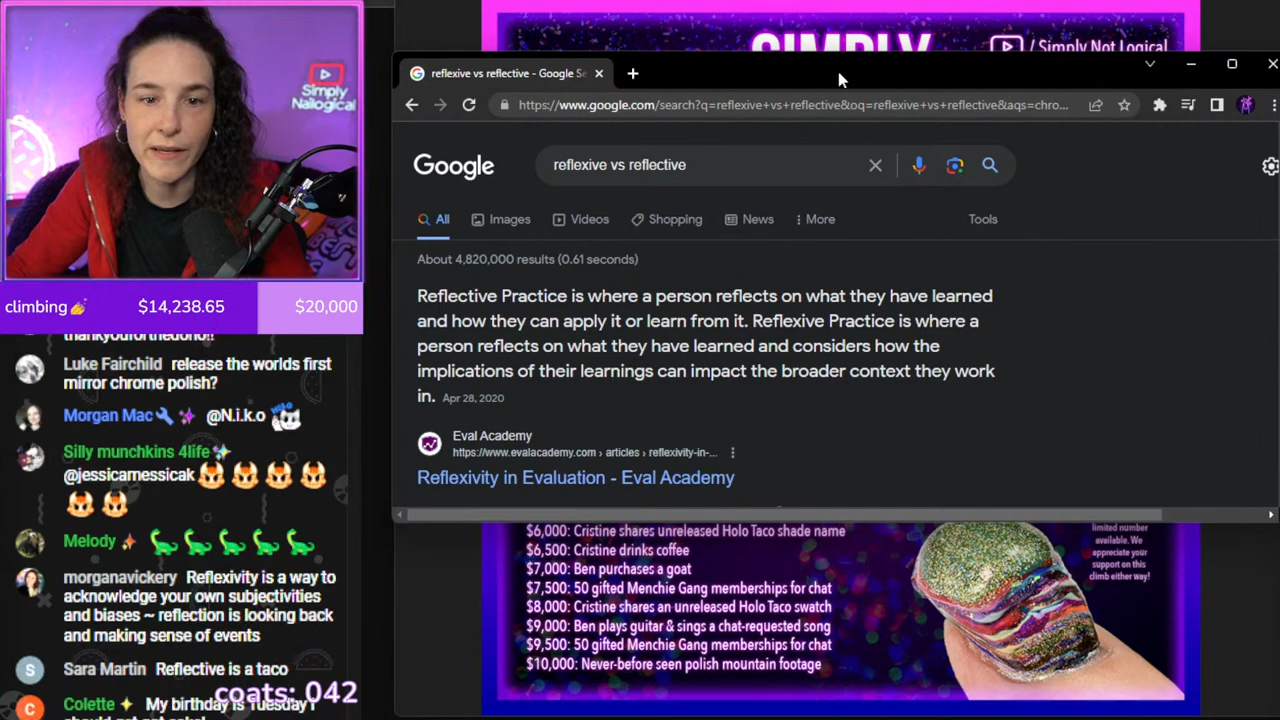 Simply
Nailogical
climbing $14,238.65 $20,000
thankyouforthedono!!
Luke Fairchild release the worlds first
mirror chrome polish?
Morgan Mac @N.i.k.o
Silly munchkins 4life
@jessicamessicak
Melody
morganavickery Reflexivity is a way to
acknowledge your own subjectivities
and biases ~ reflection is looking back
and making sense of events
S
Sara Martin Reflective is a taco
coats: 042
C
Colette My birthday is Tuesday I
SIMPLY
/ Simply Not Logical
reflexive vs reflective - Google Se
https://www.google.com/search?q=reflexive+vs+reflective&oq=reflexive+vs+reflective&aqs=chro...
Google
reflexive vs reflective
All Images Videos Shopping News More Tools
About 4,820,000 results (0.61 seconds)
Reflective Practice is where a person reflects on what they have learned
and how they can apply it or learn from it. Reflexive Practice is where a
person reflects on what they have learned and considers how the
implications of their learnings can impact the broader context they work
in. Apr 28, 2020
Eval Academy
https://www.evalacademy.com › articles › reflexivity-in-...
Reflexivity in Evaluation - Eval Academy
$6,000: Cristine shares unreleased Holo Taco shade name
$6,500: Cristine drinks coffee
$7,000: Ben purchases a goat
$7,500: 50 gifted Menchie Gang memberships for chat
$8,000: Cristine shares an unreleased Holo Taco swatch
$9,000: Ben plays guitar & sings a chat-requested song
$9,500: 50 gifted Menchie Gang memberships for chat
$10,000: Never-before seen polish mountain footage
limited number
available. We
appreciate your
support on this
climb either way!